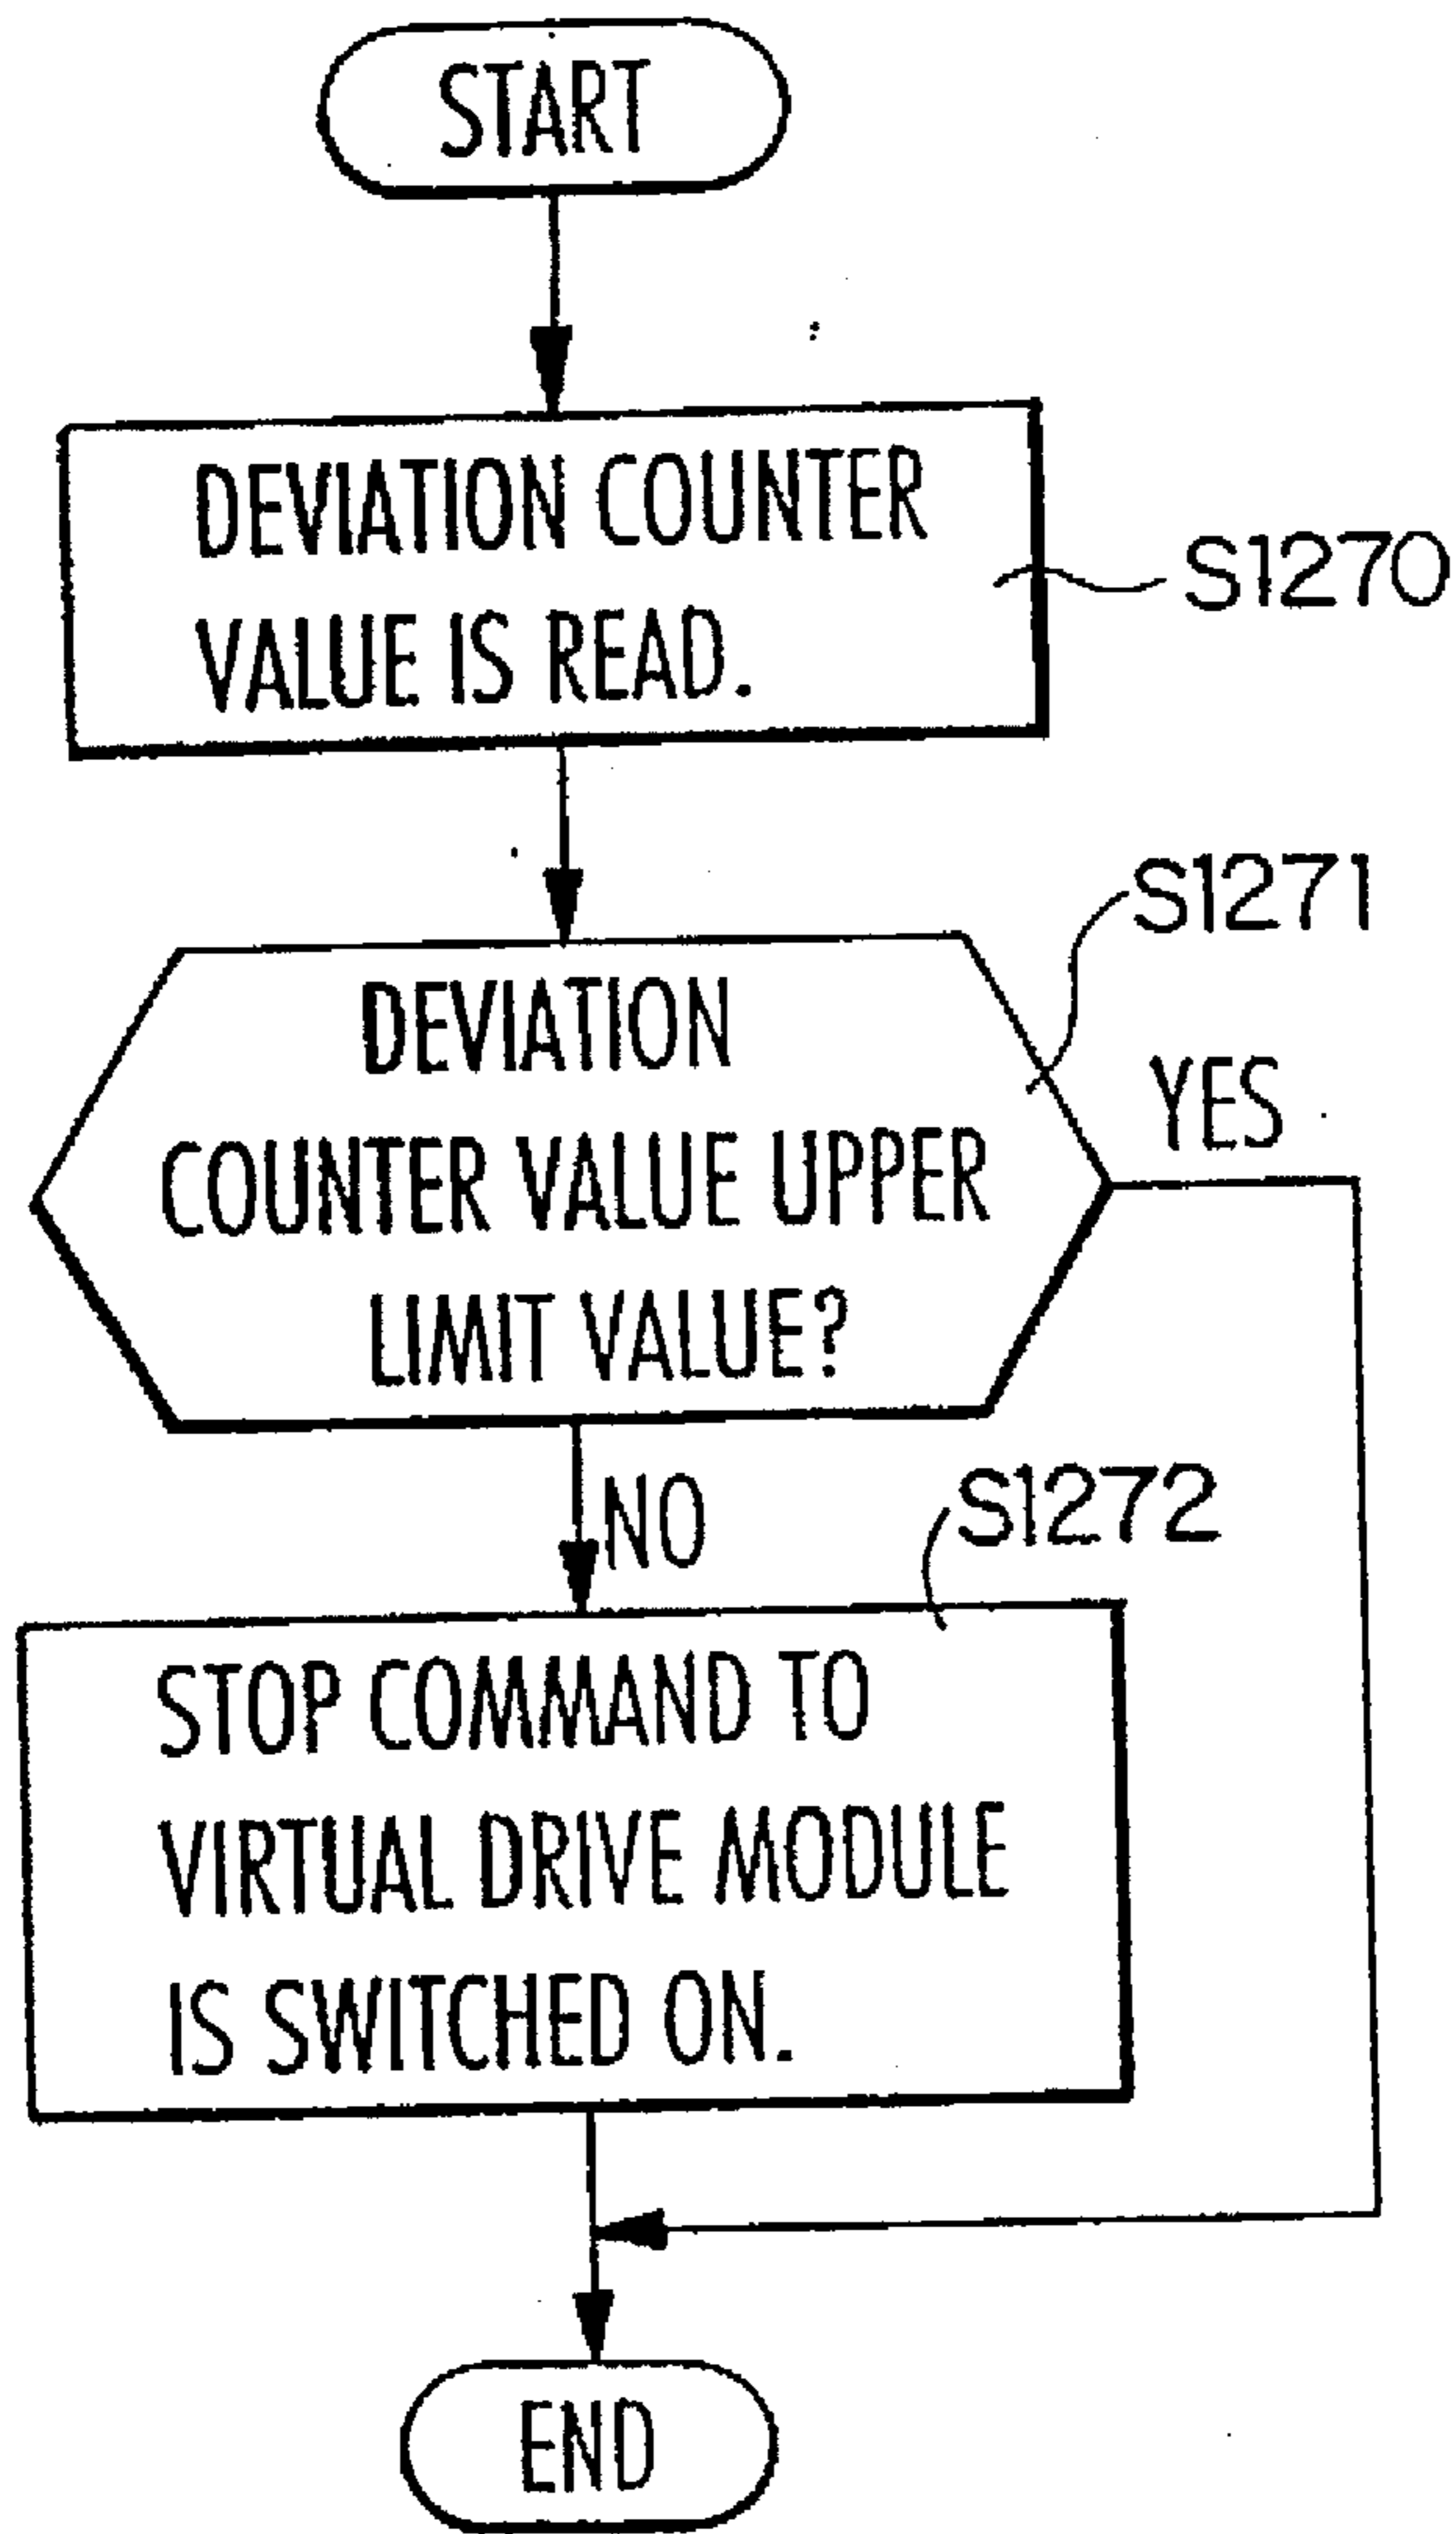 START
DEVIATION COUNTER
VALUE IS READ.
S1270
S1271
DEVIATION
COUNTER VALUE UPPER
LIMIT VALUE?
YES
NO
S1272
STOP COMMAND TO
VIRTUAL DRIVE MODULE
IS SWITCHED ON.
END